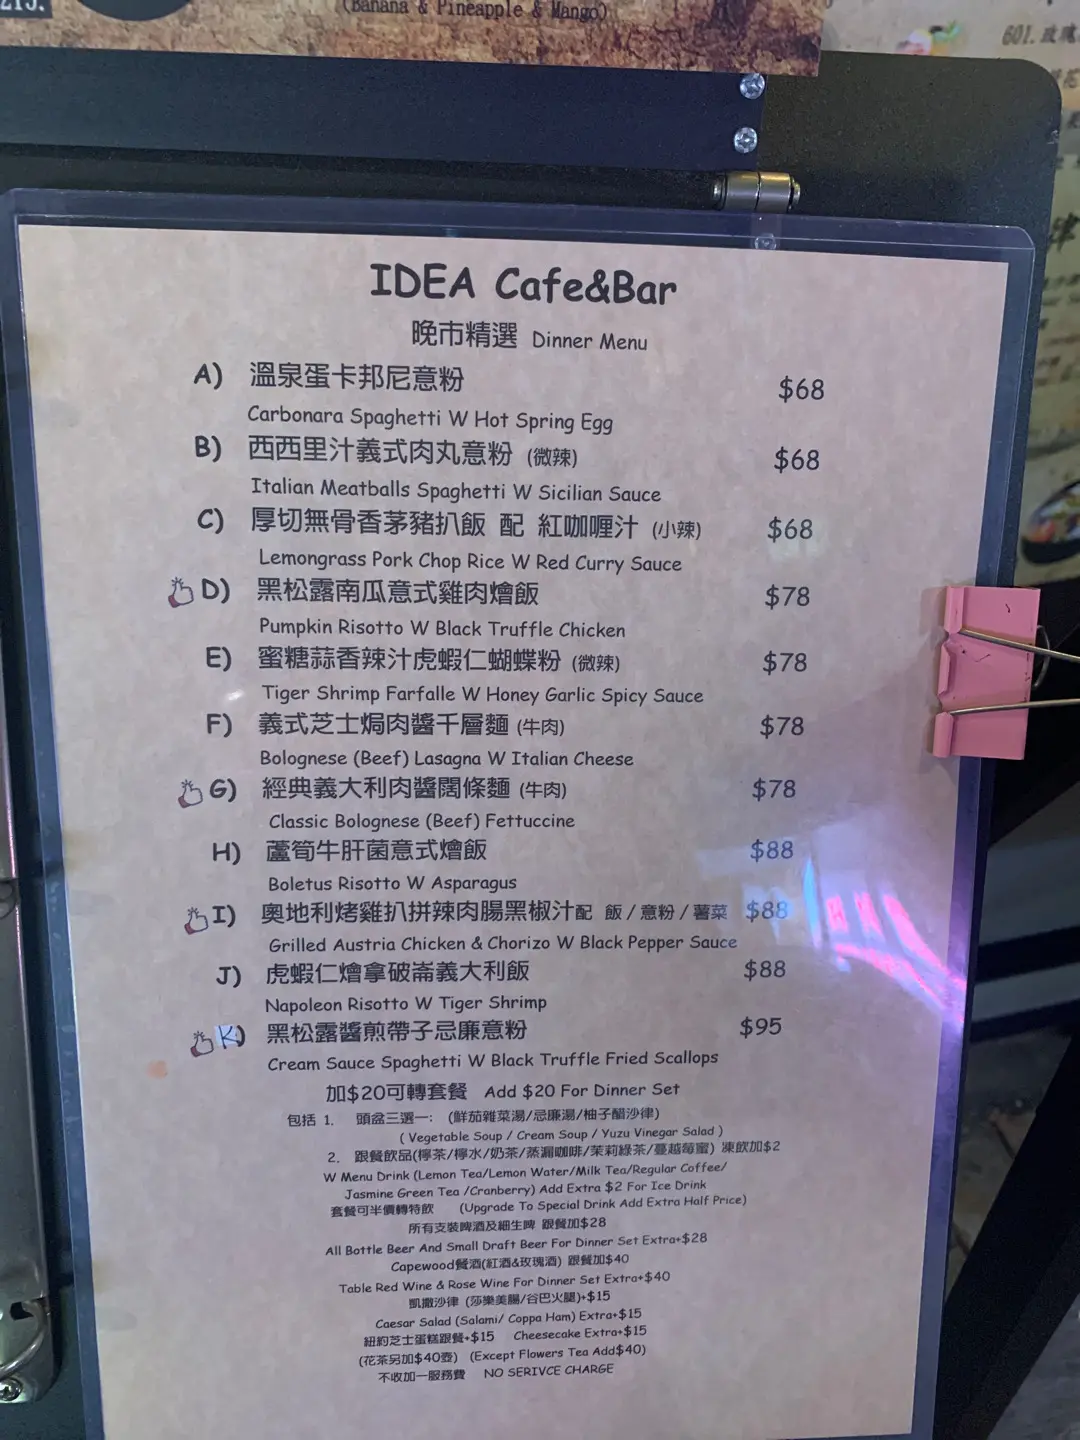 (Banana & Pineapple & Mango)
601. 玫瑰
IDEA Cafe&Bar
晚市精選 Dinner Menu
A) 溫泉蛋卡邦尼意粉 $68
Carbonara Spaghetti W Hot Spring Egg
B) 西西里汁義式肉丸意粉 (微辣) $68
Italian Meatballs Spaghetti W Sicilian Sauce
C) 厚切無骨香茅豬扒飯 配 紅咖喱汁 (小辣) $68
Lemongrass Pork Chop Rice W Red Curry Sauce
D) 黑松露南瓜意式雞肉燴飯 $78
Pumpkin Risotto W Black Truffle Chicken
E) 蜜糖蒜香辣汁虎蝦仁蝴蝶粉 (微辣) $78
Tiger Shrimp Farfalle W Honey Garlic Spicy Sauce
F) 義式芝士焗肉醬千層麵 (牛肉) $78
Bolognese (Beef) Lasagna W Italian Cheese
G) 經典義大利肉醬闊條麵 (牛肉) $78
Classic Bolognese (Beef) Fettuccine
H) 蘆筍牛肝菌意式燴飯 $88
Boletus Risotto W Asparagus
I) 奧地利烤雞扒拼辣肉腸黑椒汁配 飯 / 意粉 / 薯菜 $88
Grilled Austria Chicken & Chorizo W Black Pepper Sauce
J) 虎蝦仁燴拿破崙義大利飯 $88
Napoleon Risotto W Tiger Shrimp
K) 黑松露醬煎帶子忌廉意粉 $95
Cream Sauce Spaghetti W Black Truffle Fried Scallops
加$20可轉套餐 Add $20 For Dinner Set
包括 1. 頭盆三選一: (鮮茄雜菜湯/忌廉湯/柚子醋沙律)
( Vegetable Soup / Cream Soup / Yuzu Vinegar Salad )
2. 跟餐飲品(檸茶/檸水/奶茶/蒸漏咖啡/茉莉綠茶/蔓越莓蜜) 凍飲加$2
W Menu Drink (Lemon Tea/Lemon Water/Milk Tea/Regular Coffee/
Jasmine Green Tea /Cranberry) Add Extra $2 For Ice Drink
套餐可半價轉特飲 (Upgrade To Special Drink Add Extra Half Price)
所有支裝啤酒及細生啤 跟餐加$28
All Bottle Beer And Small Draft Beer For Dinner Set Extra+$28
Capewood餐酒(紅酒&玫瑰酒) 跟餐加$40
Table Red Wine & Rose Wine For Dinner Set Extra+$40
凱撒沙律 (莎樂美腸/谷巴火腿)+$15
Caesar Salad (Salami/ Coppa Ham) Extra+$15
紐約芝士蛋糕跟餐+$15 Cheesecake Extra+$15
(花茶另加$40壺) (Except Flowers Tea Add$40)
不收加一服務費 NO SERIVCE CHARGE